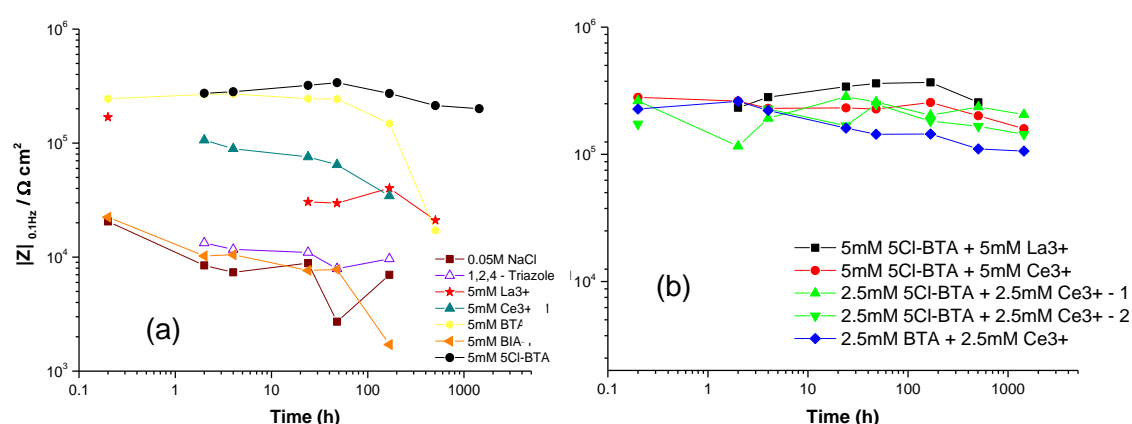 |Z| 0.1Hz / Ω cm²
10⁶
10⁵
10⁴
10³
0.1
1
10
100
1000
Time (h)
(a)
0.05M NaCl
1,2,4 - Triazole
5mM La3+
5mM Ce3+ - 1
5mM BTA
5mM BIA
5mM 5Cl-BTA
10⁶
10⁵
10⁴
0.1
1
10
100
1000
Time (h)
(b)
5mM 5Cl-BTA + 5mM La3+
5mM 5Cl-BTA + 5mM Ce3+
2.5mM 5Cl-BTA + 2.5mM Ce3+ - 1
2.5mM 5Cl-BTA + 2.5mM Ce3+ - 2
2.5mM BTA + 2.5mM Ce3+